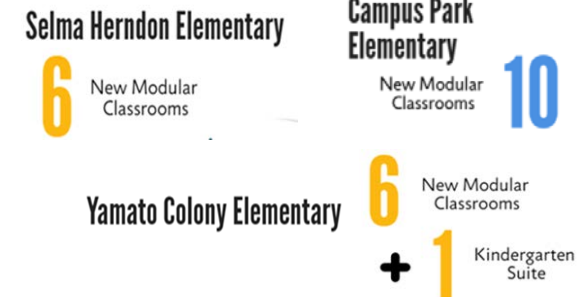 Selma Herndon Elementary
6
New Modular
Classrooms
Campus Park
Elementary
New Modular
Classrooms
10
Yamato Colony Elementary
6
New Modular
Classrooms
+ 1
Kindergarten
Suite